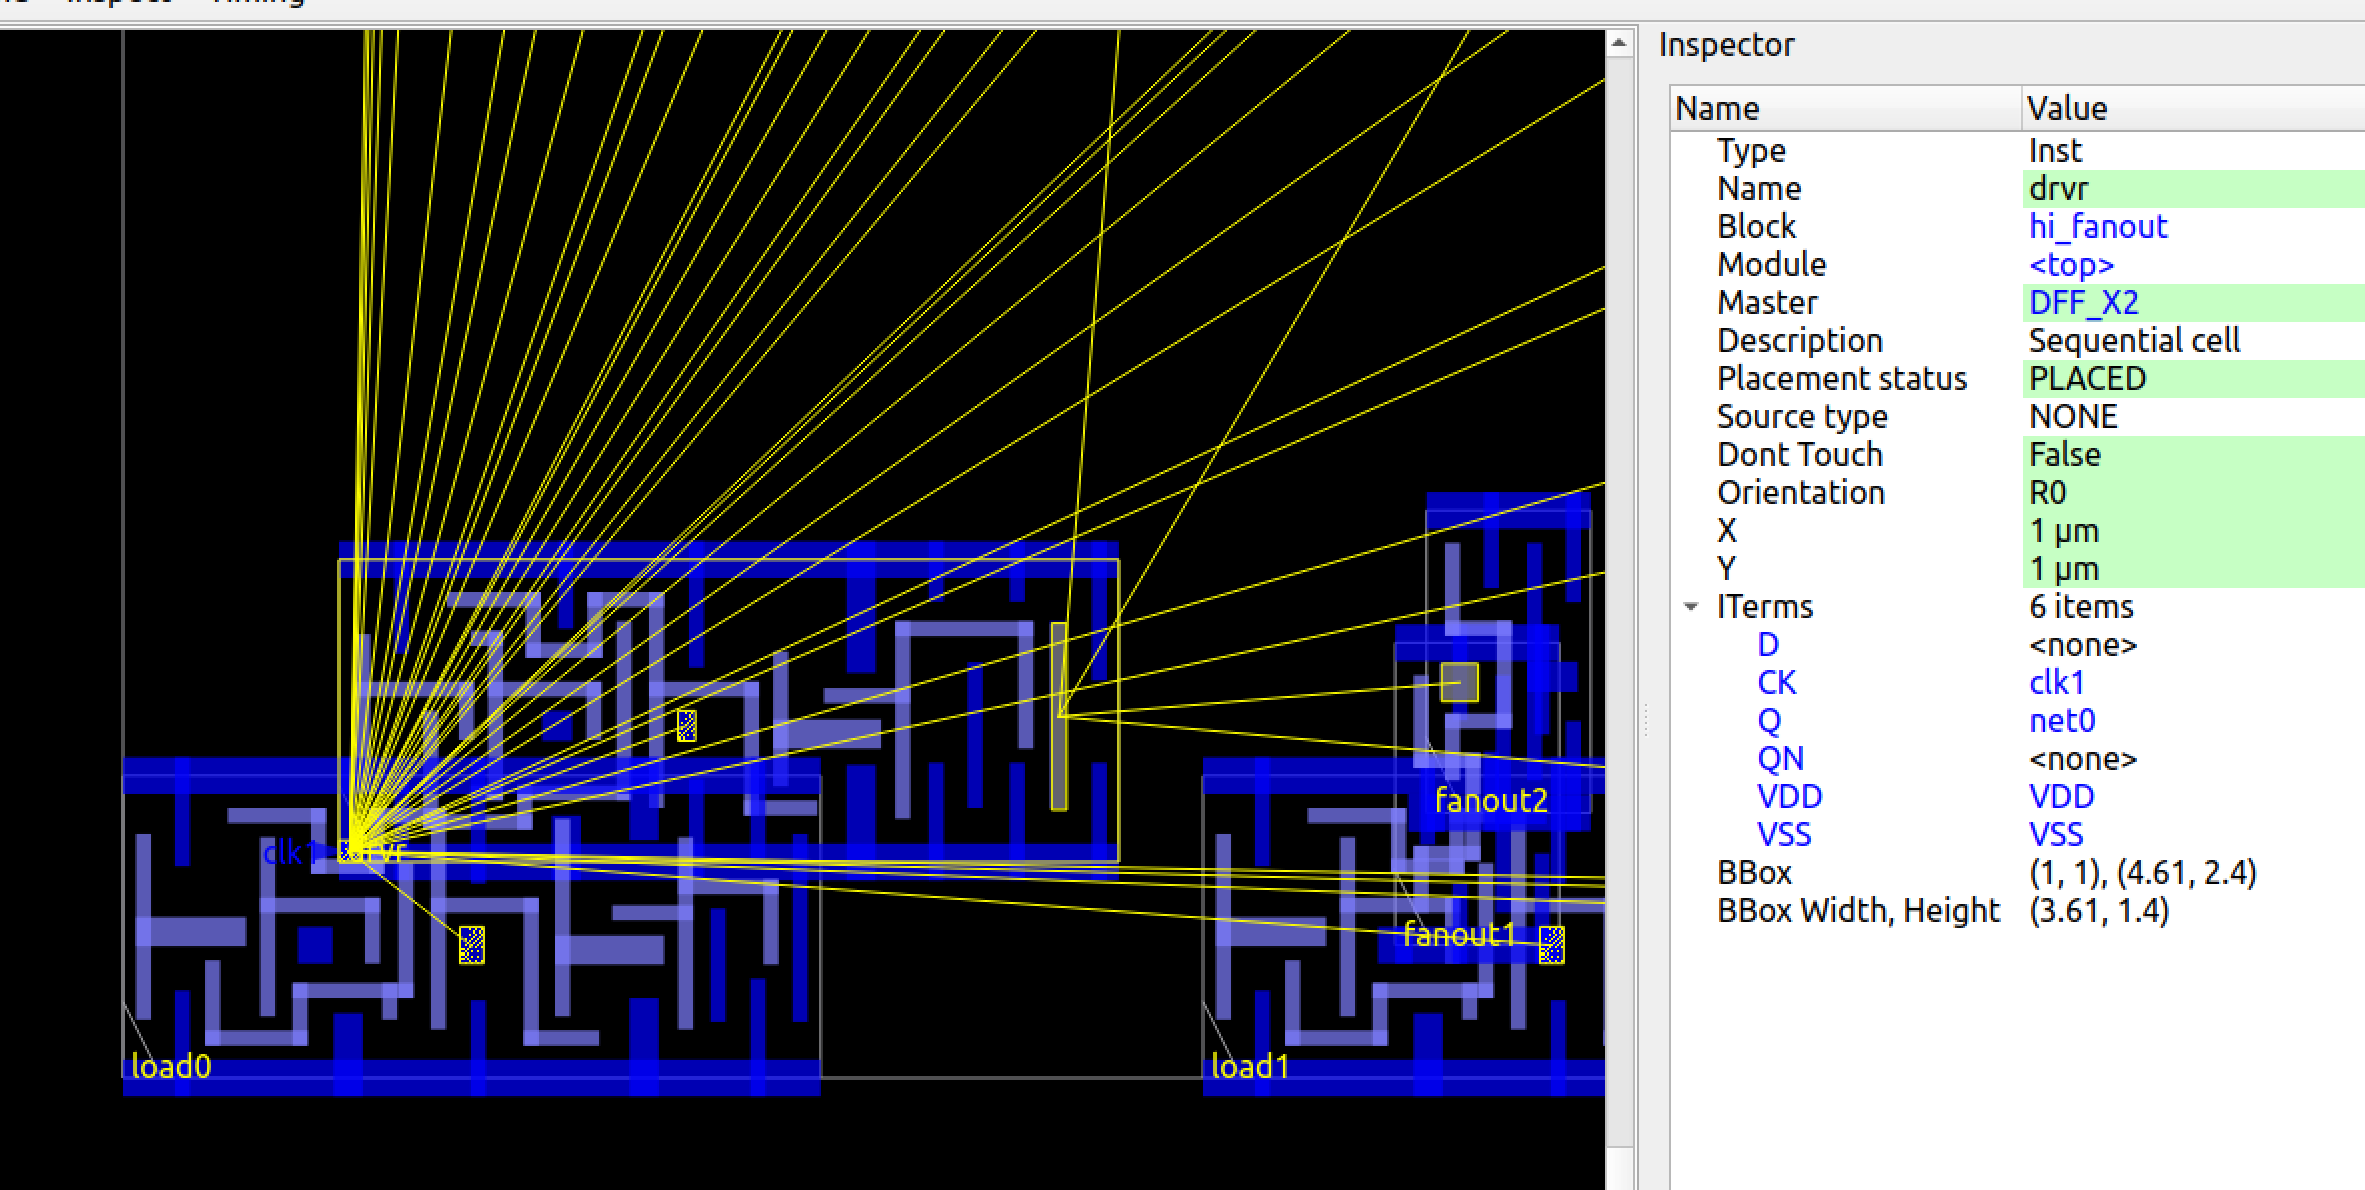 Inspect Timing
Inspector
Name Value
Type Inst
Name drvr
Block hi_fanout
Module <top>
Master DFF_X2
Description Sequential cell
Placement status PLACED
Source type NONE
Dont Touch False
Orientation R0
X 1 μm
Y 1 μm
ITerms 6 items
D <none>
CK clk1
Q net0
QN <none>
VDD VDD
VSS VSS
BBox (1, 1), (4.61, 2.4)
BBox Width, Height (3.61, 1.4)
fanout2
clk1 drvr
fanout1
load0
load1